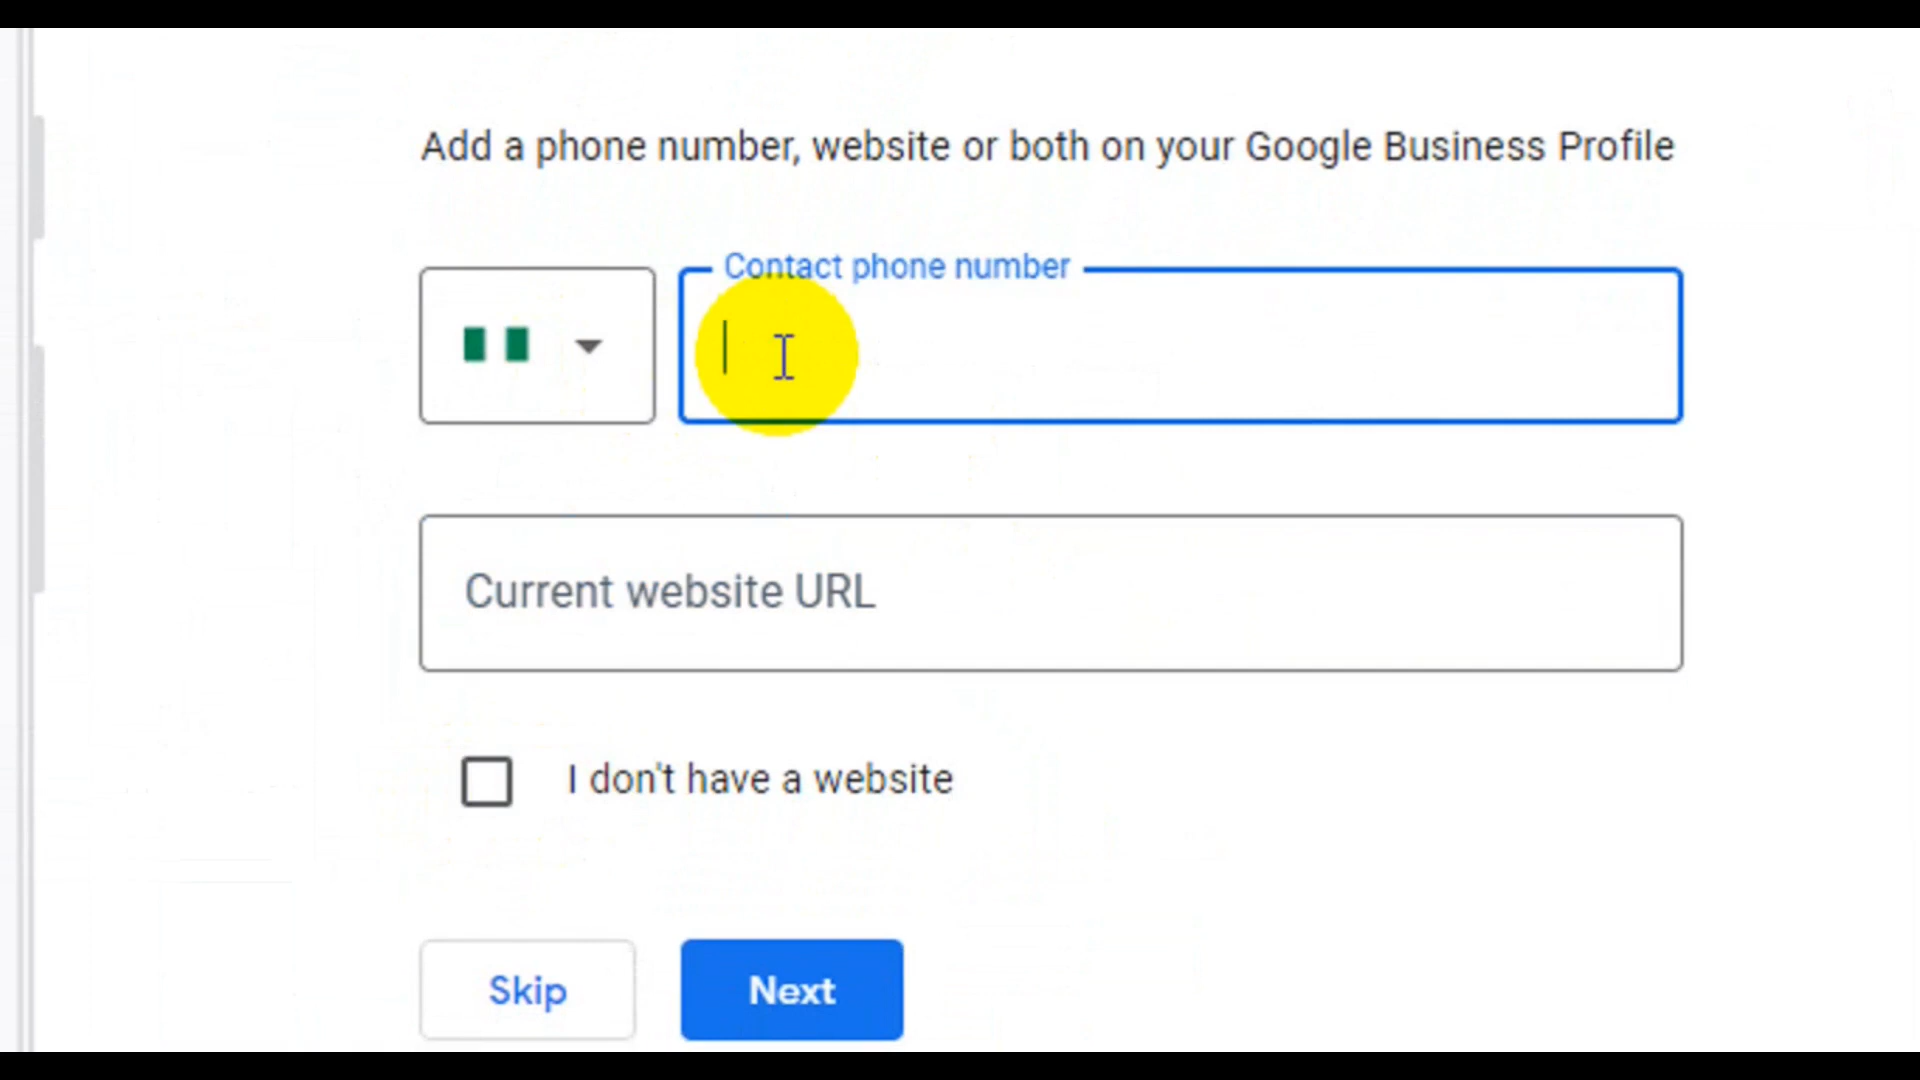 Add a phone number, website or both on your Google Business Profile
Contact phone number
Current website URL
I don't have a website
Skip
Next